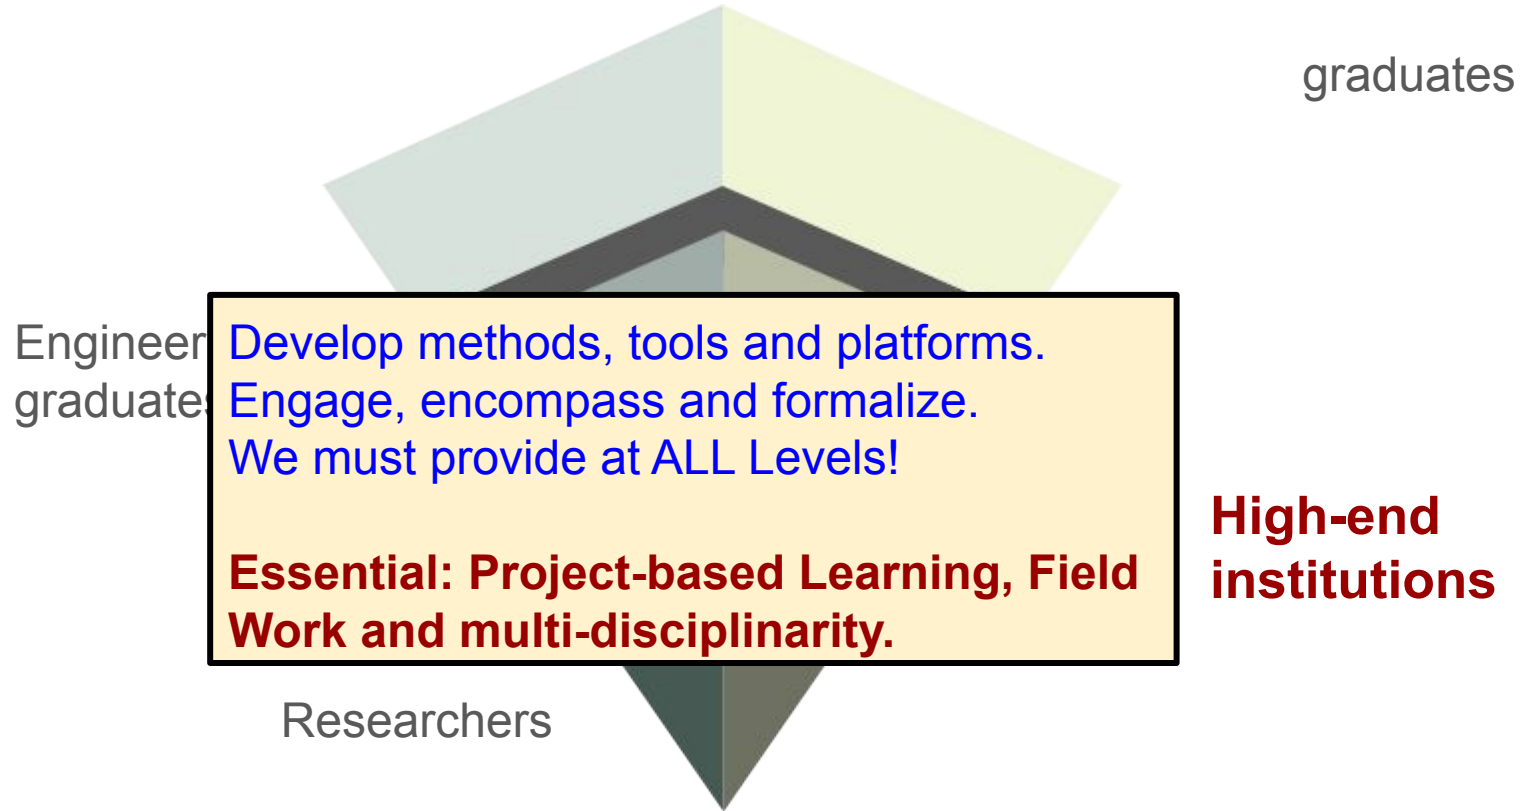 graduates
Engineer
graduates
Develop methods, tools and platforms.
Engage, encompass and formalize.
We must provide at ALL Levels!
Essential: Project-based Learning, Field
Work and multi-disciplinarity.
High-end
institutions
Researchers